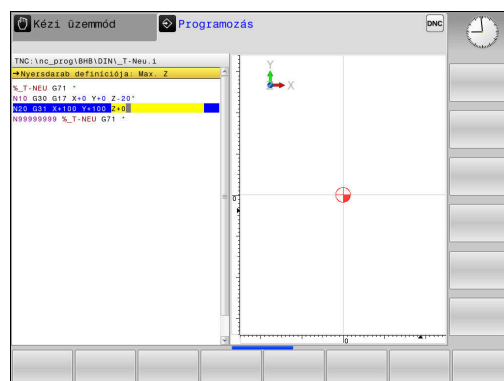 Kézi üzemmód
Programozás
DNC
TNC:\nc_prog\BHB\DIN\_T-Neu.i
→Nyersdarab definíciója: Max. Z
%_T-NEU G71 *
N10 G30 G17 X+0 Y+0 Z-20*
N20 G31 X+100 Y+100 Z+0
N99999999 %_T-NEU G71 *
Y
X
0
0